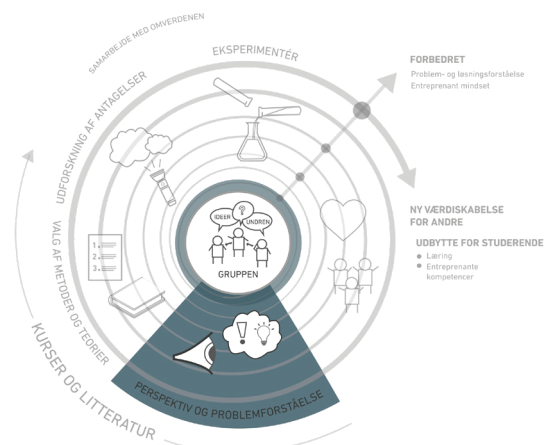 SAMARBEJDE MED OMVERDENEN
EKSPERIMENTÉR
UDFORSKNING AF ANTAGELSER
VALG AF METODER OG TEORIER
KURSER OG LITTERATUR
PERSPEKTIV OG PROBLEMFORSTÅELSE
IDEER
UNDREN
GRUPPEN
1.
2.
3.
FORBEDRET
Problem- og løsningsforståelse
Entreprenant mindset
NY VÆRDISKABELSE
FOR ANDRE
UDBYTTE FOR STUDERENDE
Læring
Entreprenante
kompetencer